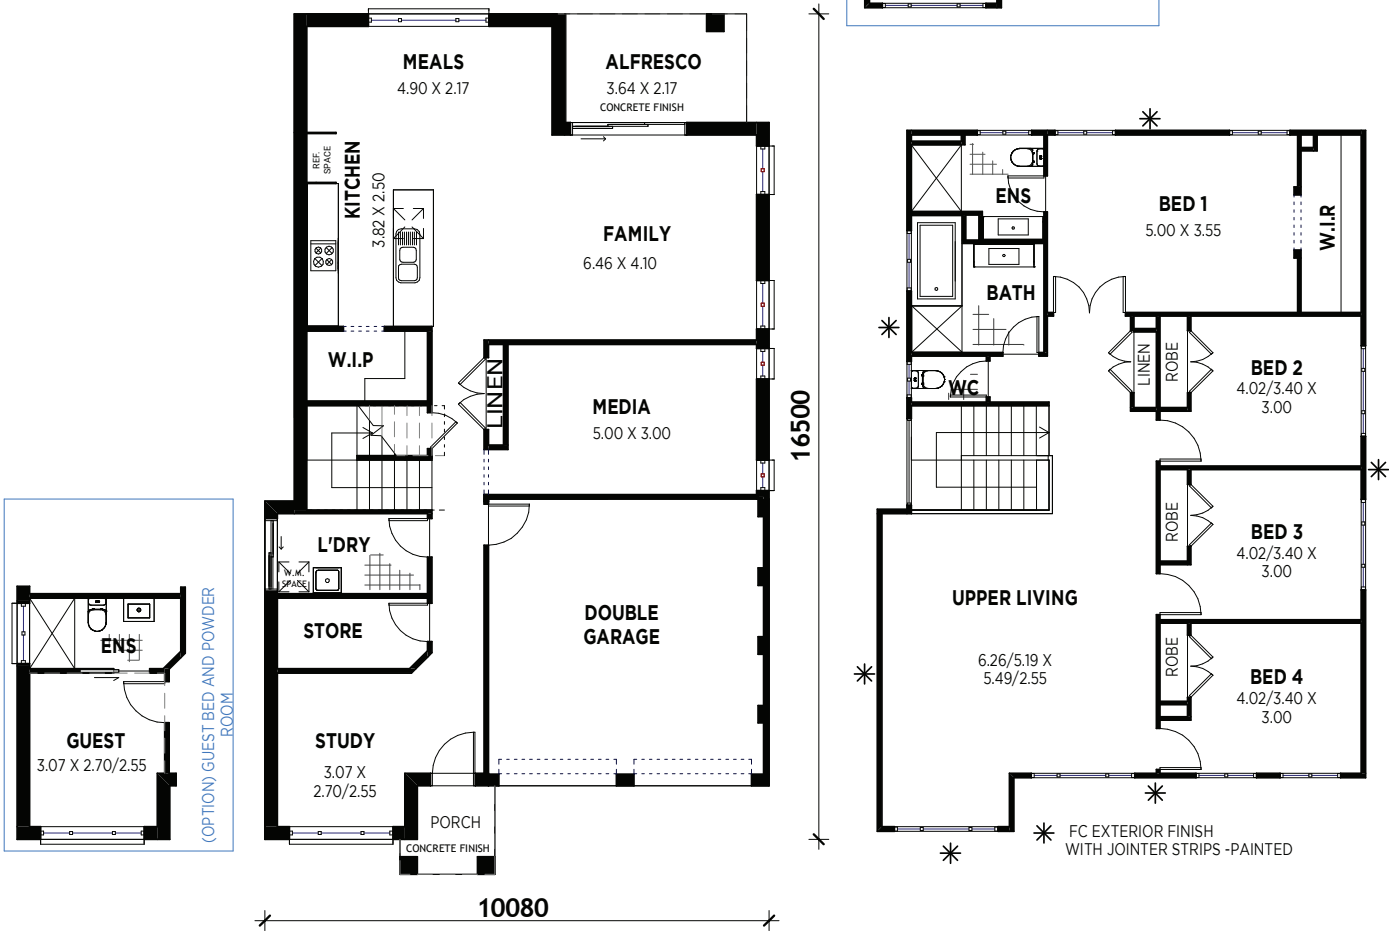 MEALS
4.90 X 2.17
ALFRESCO
3.64 X 2.17
CONCRETE FINISH
REF.
SPACE
KITCHEN
3.82 X 2.50
FAMILY
6.46 X 4.10
W.I.P
LINEN
MEDIA
5.00 X 3.00
L'DRY
W.M.
SPACE
STORE
DOUBLE
GARAGE
STUDY
3.07 X
2.70/2.55
PORCH
CONCRETE FINISH
10080
16500
ENS
GUEST
3.07 X 2.70/2.55
(OPTION) GUEST BED AND POWDER
ROOM
ENS
BED 1
5.00 X 3.55
W.I.R
BATH
WC
LINEN
ROBE
BED 2
4.02/3.40 X
3.00
ROBE
BED 3
4.02/3.40 X
3.00
UPPER LIVING
6.26/5.19 X
5.49/2.55
ROBE
BED 4
4.02/3.40 X
3.00
FC EXTERIOR FINISH
WITH JOINTER STRIPS -PAINTED